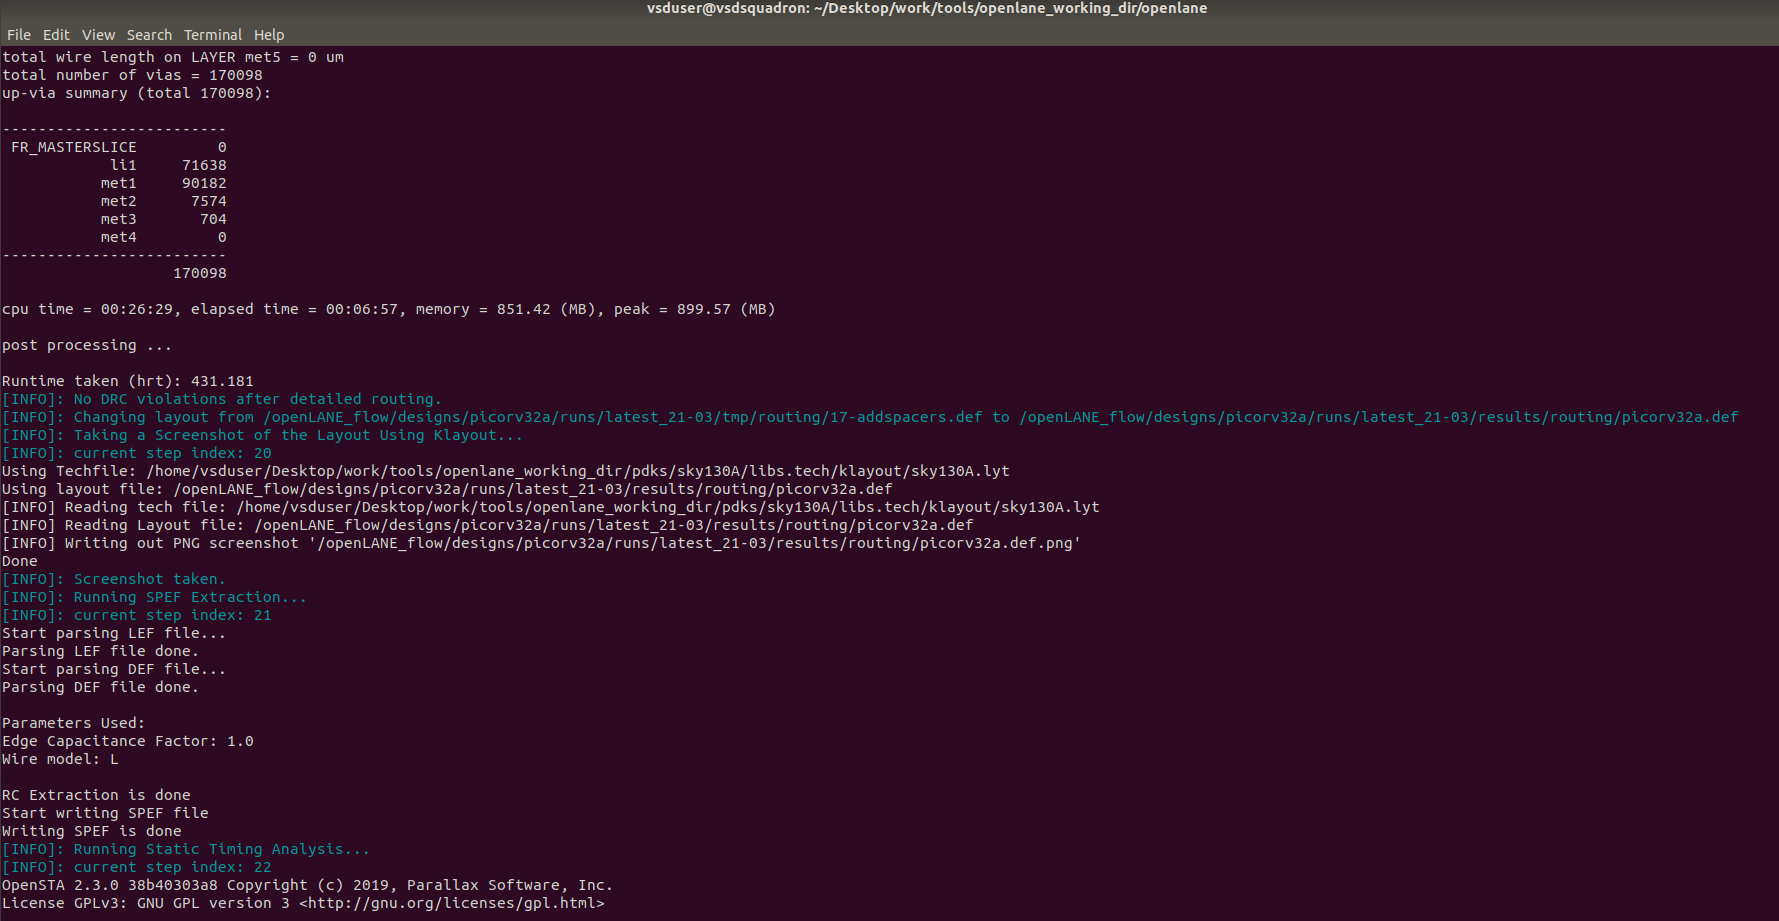 vsduser@vsdsquadron: ~/Desktop/work/tools/openlane_working_dir/openlane
File Edit View Search Terminal Help
total wire length on LAYER met5 = 0 um
total number of vias = 170098
up-via summary (total 170098):
-------------------------
FR_MASTERSLICE 0
li1 71638
met1 90182
met2 7574
met3 704
met4 0
-------------------------
170098
cpu time = 00:26:29, elapsed time = 00:06:57, memory = 851.42 (MB), peak = 899.57 (MB)
post processing ...
Runtime taken (hrt): 431.181
[INFO]: No DRC violations after detailed routing.
[INFO]: Changing layout from /openLANE_flow/designs/picorv32a/runs/latest_21-03/tmp/routing/17-addspacers.def to /openLANE_flow/designs/picorv32a/runs/latest_21-03/results/routing/picorv32a.def
[INFO]: Taking a Screenshot of the Layout Using Klayout...
[INFO]: current step index: 20
Using Techfile: /home/vsduser/Desktop/work/tools/openlane_working_dir/pdks/sky130A/libs.tech/klayout/sky130A.lyt
Using layout file: /openLANE_flow/designs/picorv32a/runs/latest_21-03/results/routing/picorv32a.def
[INFO] Reading tech file: /home/vsduser/Desktop/work/tools/openlane_working_dir/pdks/sky130A/libs.tech/klayout/sky130A.lyt
[INFO] Reading Layout file: /openLANE_flow/designs/picorv32a/runs/latest_21-03/results/routing/picorv32a.def
[INFO] Writing out PNG screenshot '/openLANE_flow/designs/picorv32a/runs/latest_21-03/results/routing/picorv32a.def.png'
Done
[INFO]: Screenshot taken.
[INFO]: Running SPEF Extraction...
[INFO]: current step index: 21
Start parsing LEF file...
Parsing LEF file done.
Start parsing DEF file...
Parsing DEF file done.
Parameters Used:
Edge Capacitance Factor: 1.0
Wire model: L
RC Extraction is done
Start writing SPEF file
Writing SPEF is done
[INFO]: Running Static Timing Analysis...
[INFO]: current step index: 22
OpenSTA 2.3.0 38b40303a8 Copyright (c) 2019, Parallax Software, Inc.
License GPLv3: GNU GPL version 3 <http://gnu.org/licenses/gpl.html>